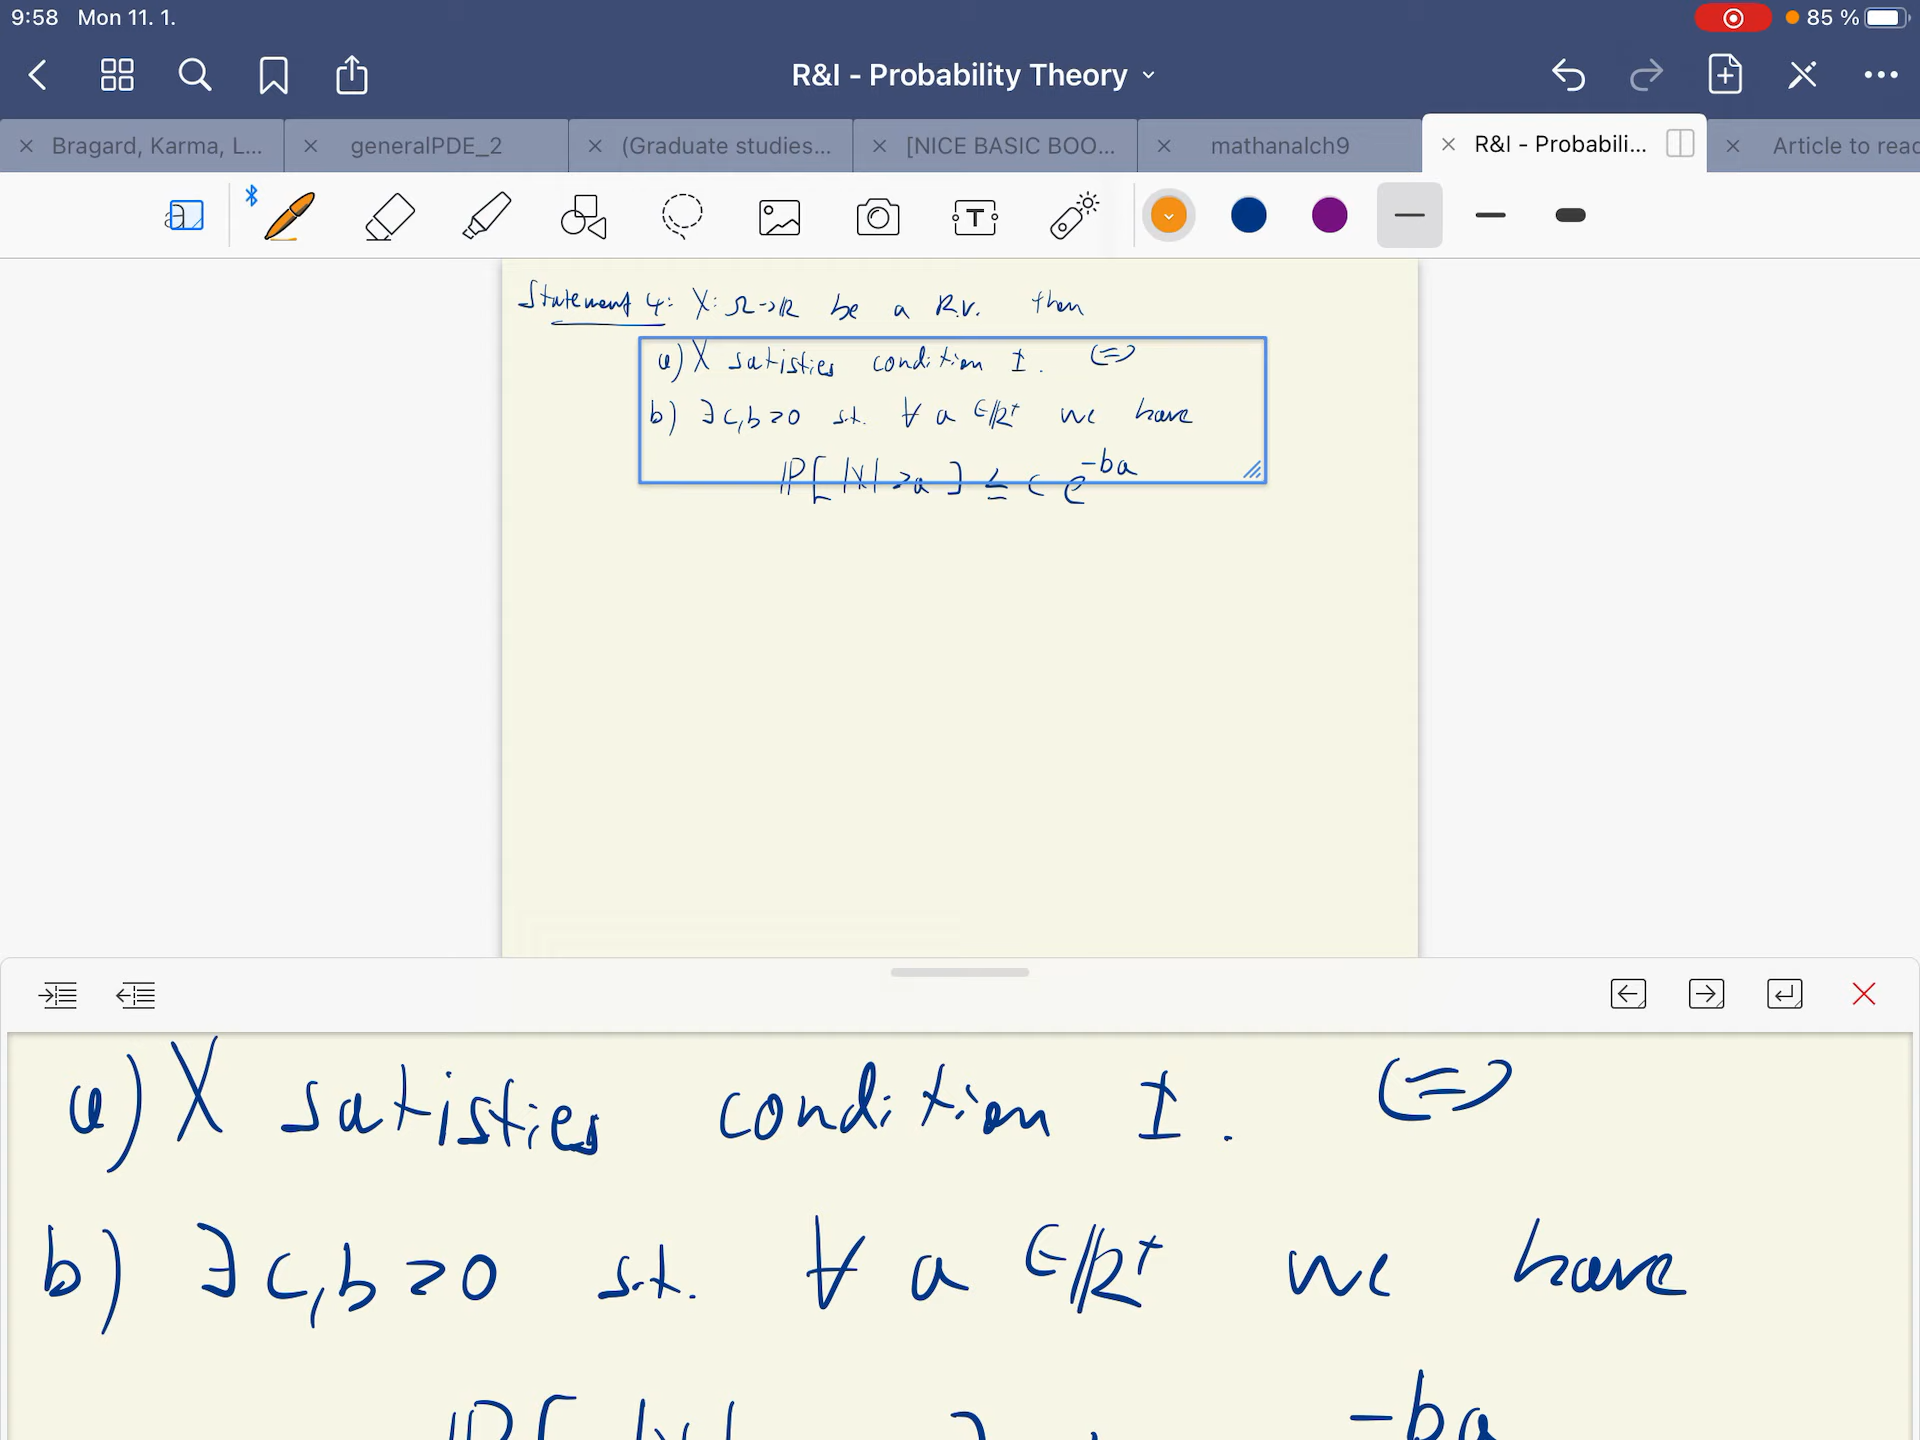 9:58 Mon 11. 1.
85 %
R&I - Probability Theory
Bragard, Karma, L...
generalPDE_2
(Graduate studies...
[NICE BASIC BOO...
mathanalch9
R&I - Probabili...
Article to read
Statement 4: X: Ω→ℝ be a R.V. then
a) X satisfies condition I. (=)
b) ∃ c,b >0 s.t. ∀ a ∈ℝ⁺ we have
ℙ[ |X| >a ] ≤ c e^{-ba}
a) X satisfies condition I. (=)
b) ∃ c,b >0 s.t. ∀ a ∈ℝ⁺ we have
ℙ[ |X| ] -ba